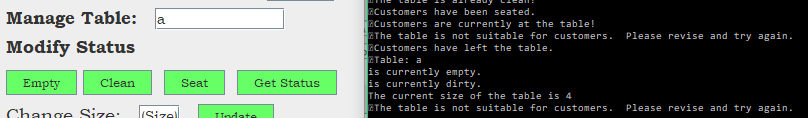 Manage Table: a
Modify Status
Empty Clean Seat Get Status
Change Size: (Size) Update
The table is already clean!
Customers have been seated.
Customers are currently at the table!
The table is not suitable for customers.  Please revise and try again.
Customers have left the table.
Table: a
is currently empty.
is currently dirty.
The current size of the table is 4
The table is not suitable for customers.  Please revise and try again.